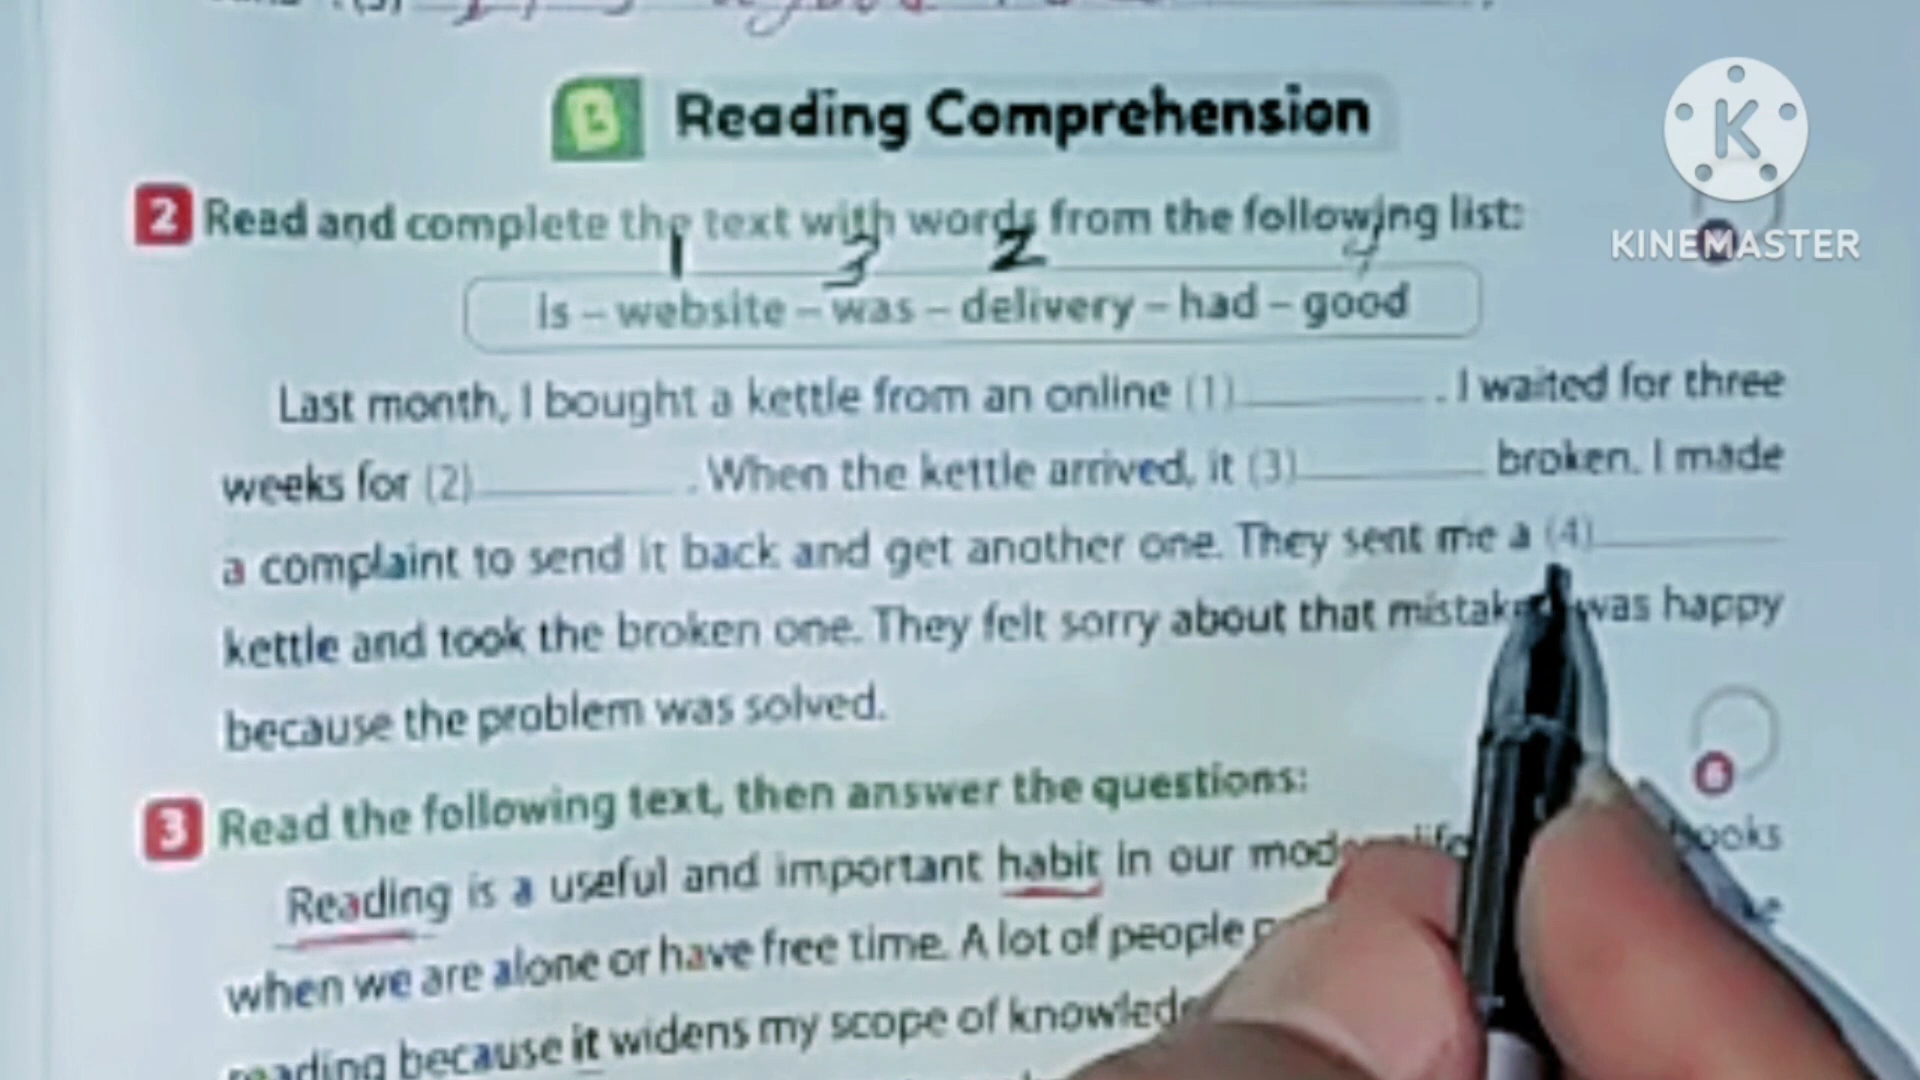 B Reading Comprehension
KINEMASTER
2 Read and complete the text with words from the following list:
1 3 2 4
is – website – was – delivery – had – good
Last month, I bought a kettle from an online (1) . I waited for three
weeks for (2) . When the kettle arrived, it (3) broken. I made
a complaint to send it back and get another one. They sent me a (4)
kettle and took the broken one. They felt sorry about that mistake was happy
because the problem was solved.
3 Read the following text, then answer the questions:
6
Reading is a useful and important habit in our books
when we are alone or have free time. A lot of people
reading because it widens my scope of